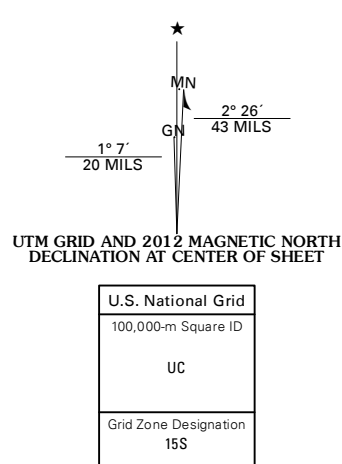 ★
MN
GN
2° 26´
43 MILS
1° 7´
20 MILS
UTM GRID AND 2012 MAGNETIC NORTH
DECLINATION AT CENTER OF SHEET
U.S. National Grid
100,000-m Square ID
UC
Grid Zone Designation
15S